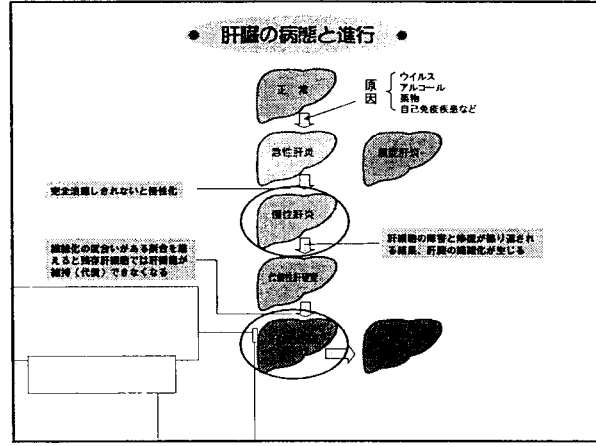 ● 肝臓の病態と進行 ●
正 常
原因
ウイルス
アルコール
薬物
自己免疫疾患など
急性肝炎
劇症肝炎
完全治癒しきれないと慢性化
慢性肝炎
肝細胞の障害と修復が繰り返され
る結果、肝臓の線維化が生じる
線維化の度合いがある割合を超
えると残存肝細胞では肝機能が
維持(代償)できなくなる
代償性肝硬変